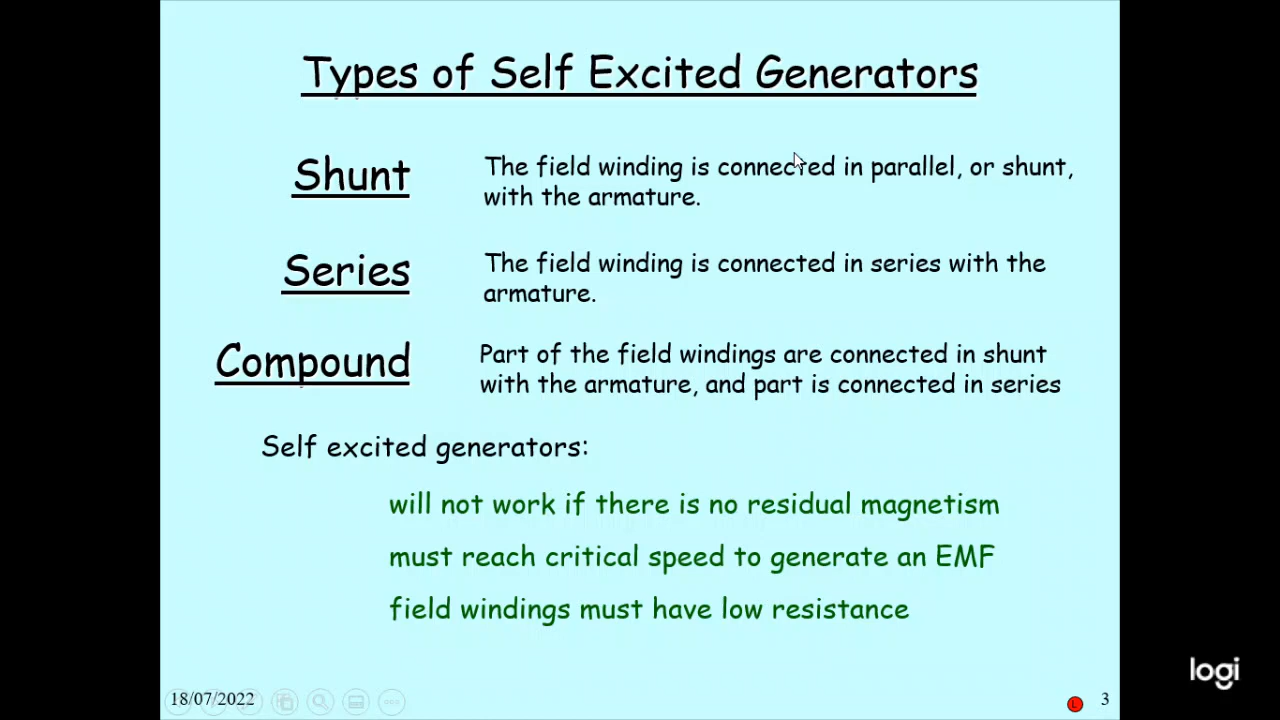 Types of Self Excited Generators
Shunt
The field winding is connected in parallel, or shunt,
with the armature.
Series
The field winding is connected in series with the
armature.
Compound
Part of the field windings are connected in shunt
with the armature, and part is connected in series
Self excited generators:
will not work if there is no residual magnetism
must reach critical speed to generate an EMF
field windings must have low resistance
18/07/2022
L
3
logi